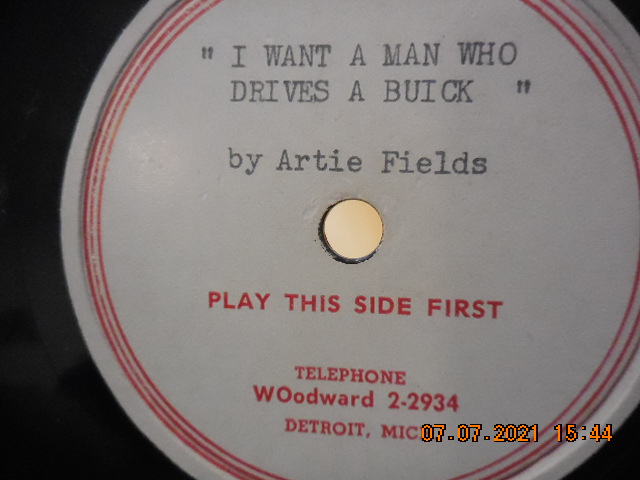 " I WANT A MAN WHO
DRIVES A BUICK "
by Artie Fields
PLAY THIS SIDE FIRST
TELEPHONE
WOodward 2-2934
DETROIT, MIC
07.07.2021 15:44